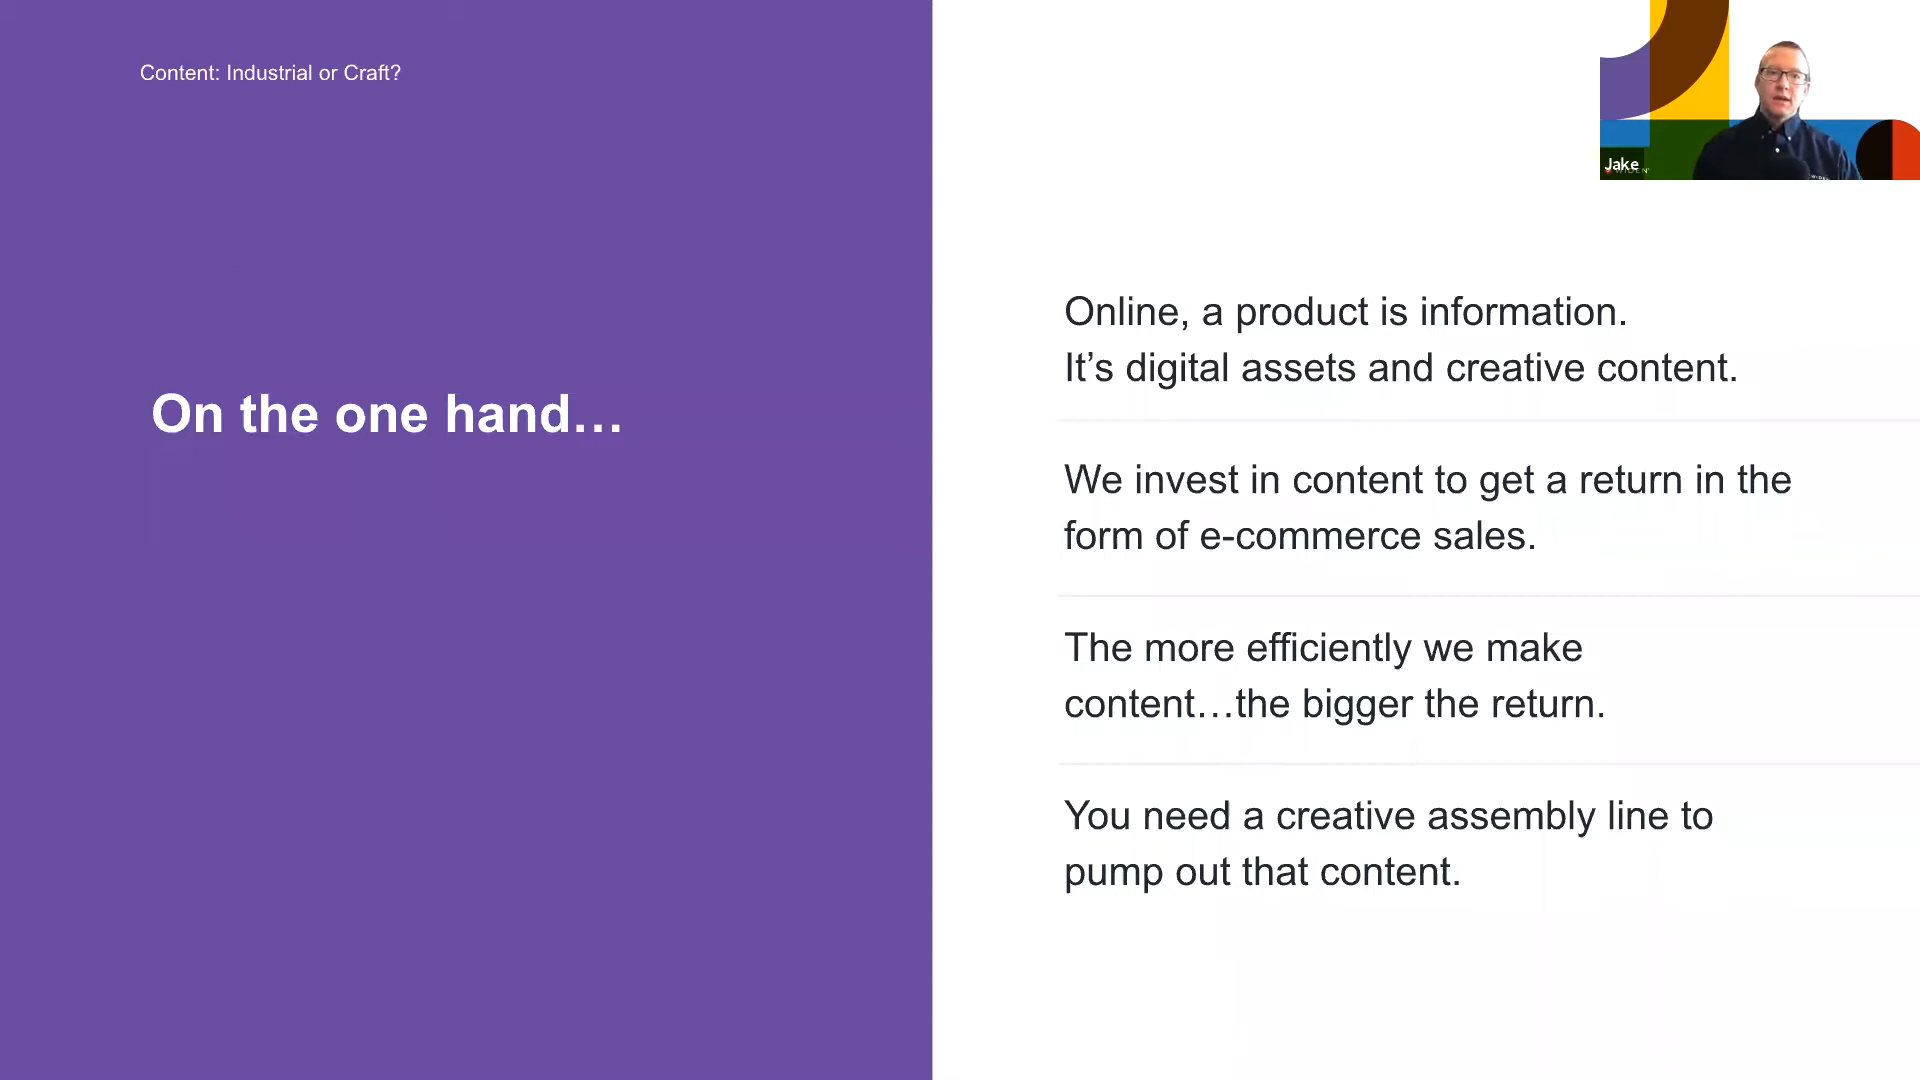 Content: Industrial or Craft?
On the one hand…
Online, a product is information.
It’s digital assets and creative content.
We invest in content to get a return in the
form of e-commerce sales.
The more efficiently we make
content…the bigger the return.
You need a creative assembly line to
pump out that content.
Jake
WIDEN